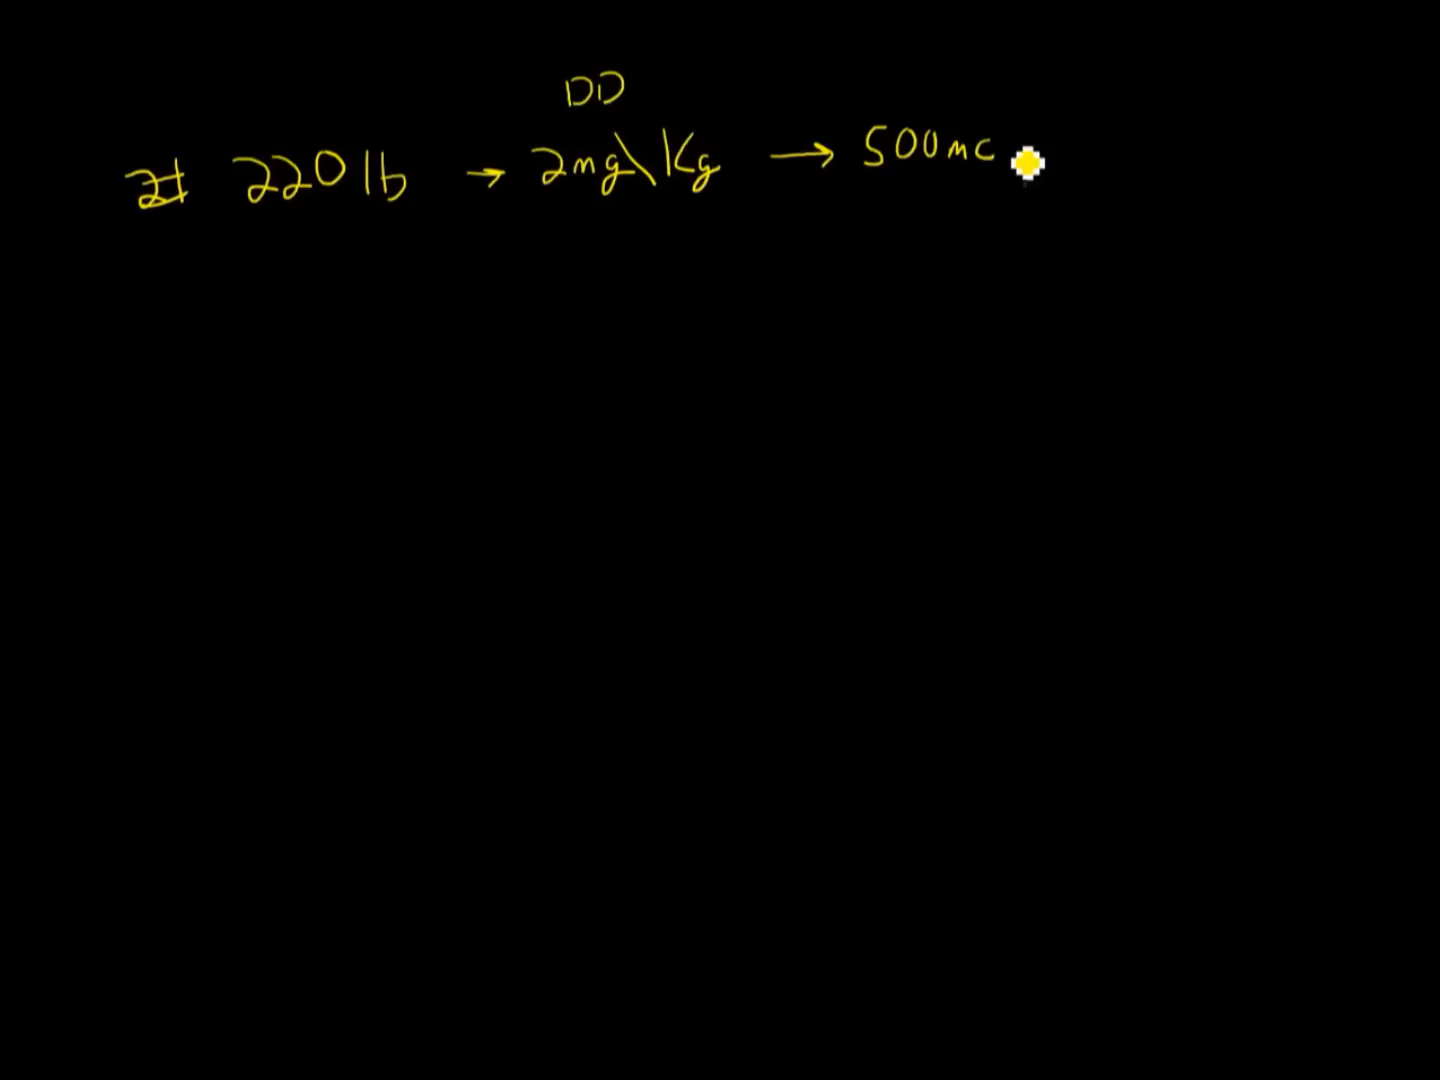 DD
220 lb → 2mg\Kg → 500mc